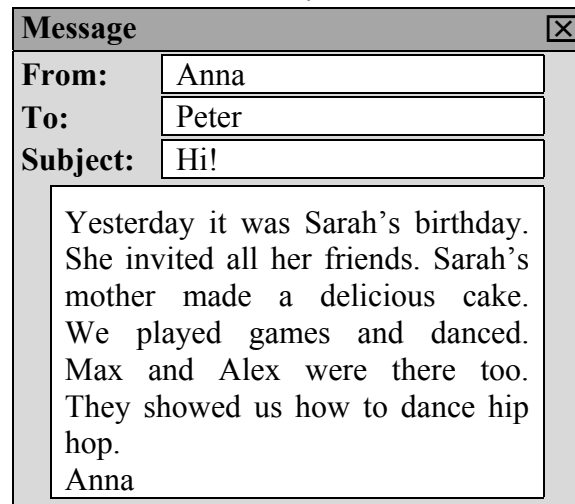 Message
From: Anna
To: Peter
Subject: Hi!
Yesterday it was Sarah’s birthday.
She invited all her friends. Sarah’s
mother made a delicious cake.
We played games and danced.
Max and Alex were there too.
They showed us how to dance hip
hop.
Anna